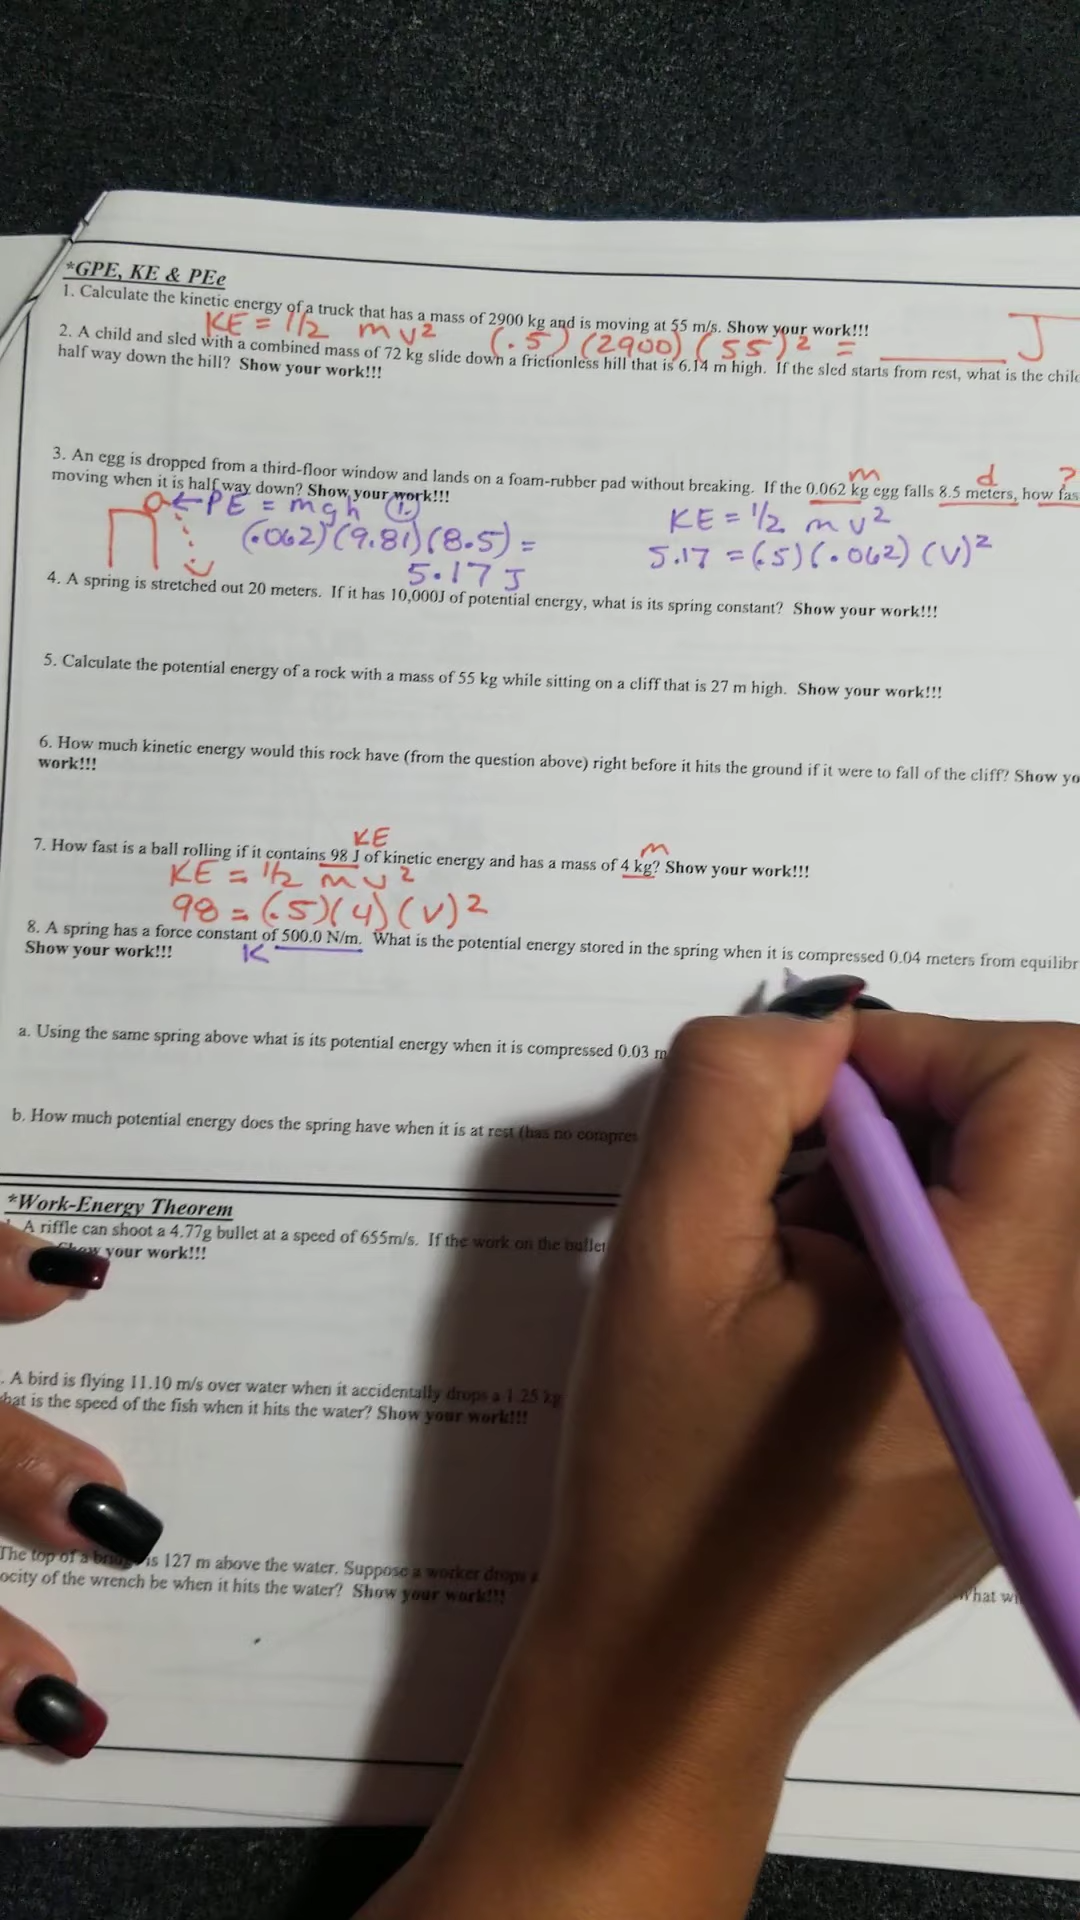 *GPE, KE & PEe
1. Calculate the kinetic energy of a truck that has a mass of 2900 kg and is moving at 55 m/s. Show your work!!!
KE = 1/2 mv² (.5) (2900) (55)² = ______ J
2. A child and sled with a combined mass of 72 kg slide down a frictionless hill that is 6.14 m high. If the sled starts from rest, what is the
half way down the hill? Show your work!!!
3. An egg is dropped from a third-floor window and lands on a foam-rubber pad without breaking. If the 0.062 kg egg falls 8.5 meters, how
m d ?
moving when it is half way down? Show your work!!!
←PE = mgh 1.
(.062) (9.81) (8.5) =
5.17 J
KE = 1/2 mv²
5.17 = (.5) (.062) (V)²
4. A spring is stretched out 20 meters. If it has 10,000J of potential energy, what is its spring constant? Show your work!!!
5. Calculate the potential energy of a rock with a mass of 55 kg while sitting on a cliff that is 27 m high. Show your work!!!
6. How much kinetic energy would this rock have (from the question above) right before it hits the ground if it were to fall of the cliff? Show
work!!!
KE m
7. How fast is a ball rolling if it contains 98 J of kinetic energy and has a mass of 4 kg? Show your work!!!
KE = 1/2 mv²
98 = (.5)(4) (V)²
8. A spring has a force constant of 500.0 N/m. What is the potential energy stored in the spring when it is compressed 0.04 meters from
Show your work!!! K
a. Using the same spring above what is its potential energy when it is compressed 0.03 m
b. How much potential energy does the spring have when it is at rest (has no
*Work-Energy Theorem
A riffle can shoot a 4.77g bullet at a speed of 655m/s. If the work on the bullet
Show your work!!!
. A bird is flying 11.10 m/s over water when it accidentally drops a 1.25 kg
hat is the speed of the fish when it hits the water? Show your work!!!
The top of a bridge is 127 m above the water. Suppose a worker drops
ocity of the wrench be when it hits the water? Show your work!!!